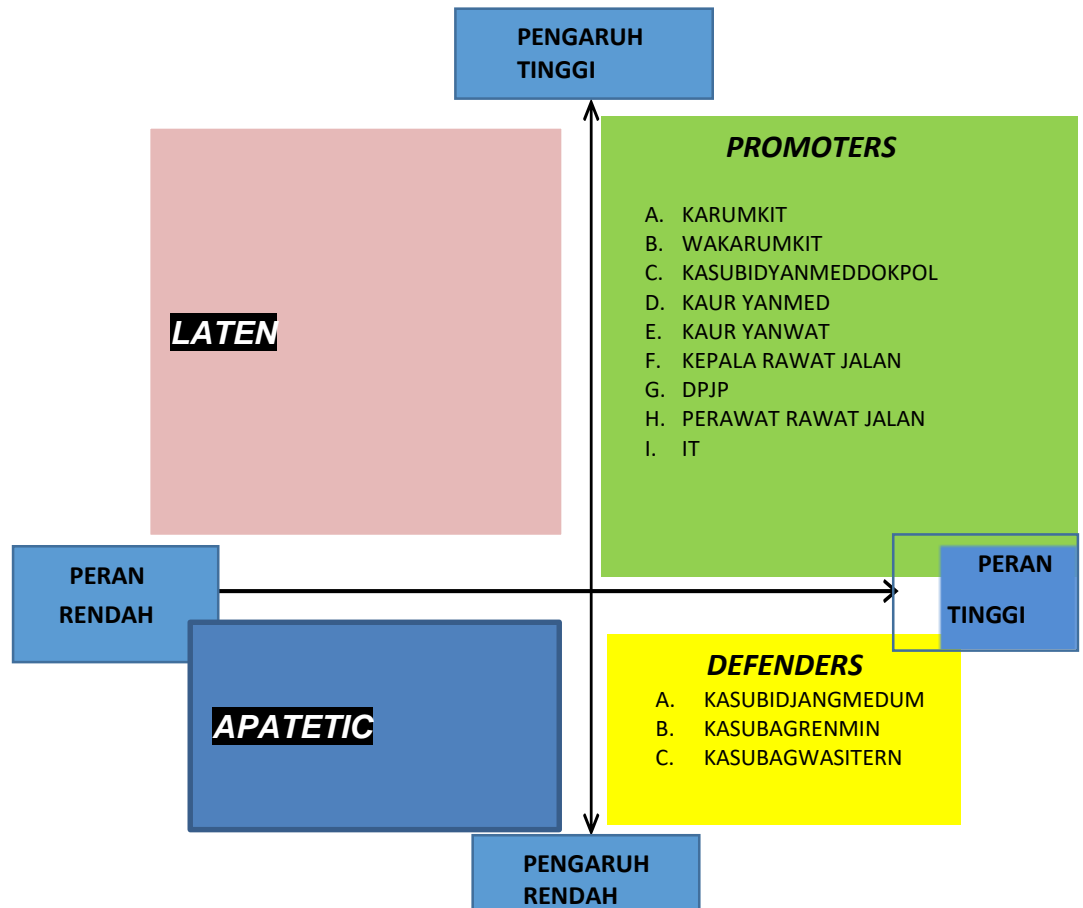 PENGARUH
TINGGI
PROMOTERS
A. KARUMKIT
B. WAKARUMKIT
C. KASUBIDYANMEDDOKPOL
D. KAUR YANMED
E. KAUR YANWAT
F. KEPALA RAWAT JALAN
G. DPJP
H. PERAWAT RAWAT JALAN
I. IT
LATEN
PERAN
RENDAH
PERAN
TINGGI
APATETIC
DEFENDERS
A. KASUBIDJANGMEDUM
B. KASUBAGRENMIN
C. KASUBAGWASITERN
PENGARUH
RENDAH